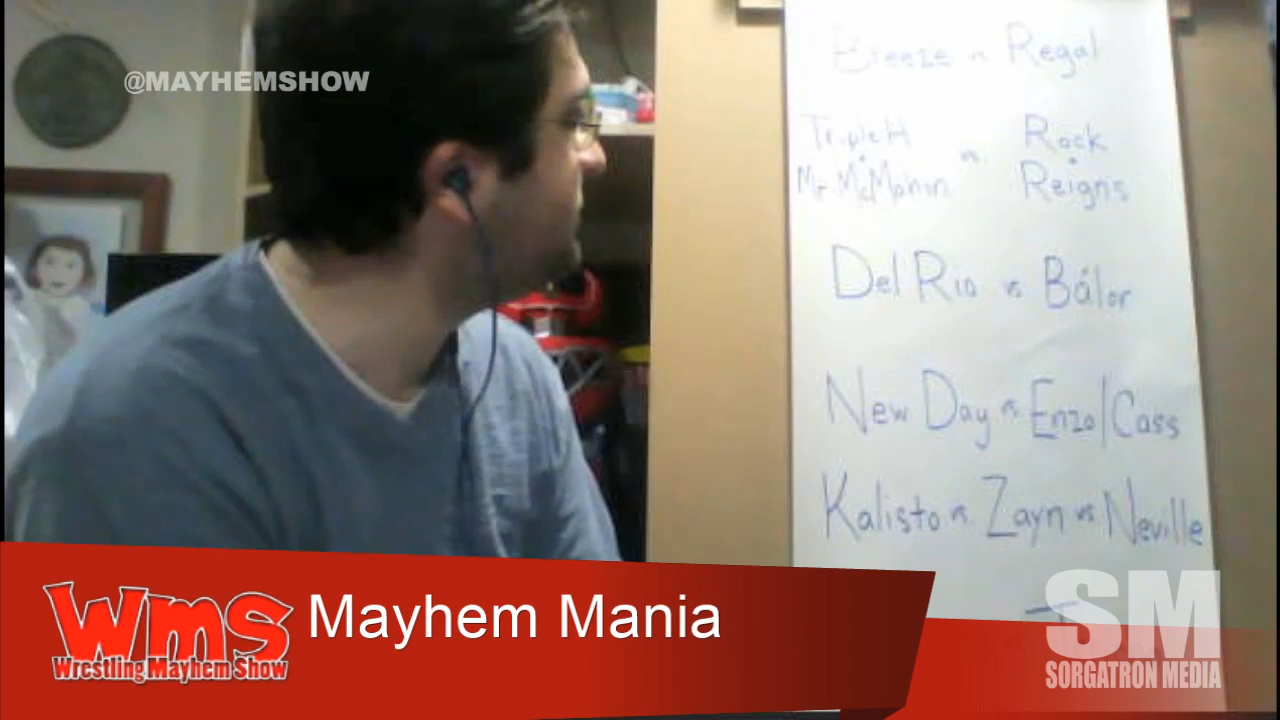 @MAYHEMSHOW
Breeze vs Regal
Triple H Rock
+ vs. +
Mr McMahon Reigns
Del Rio vs Bálor
New Day vs Enzo/Cass
Kalisto vs. Zayn vs Neville
Wms
Wrestling Mayhem Show
Mayhem Mania
SM
SORGATRON MEDIA